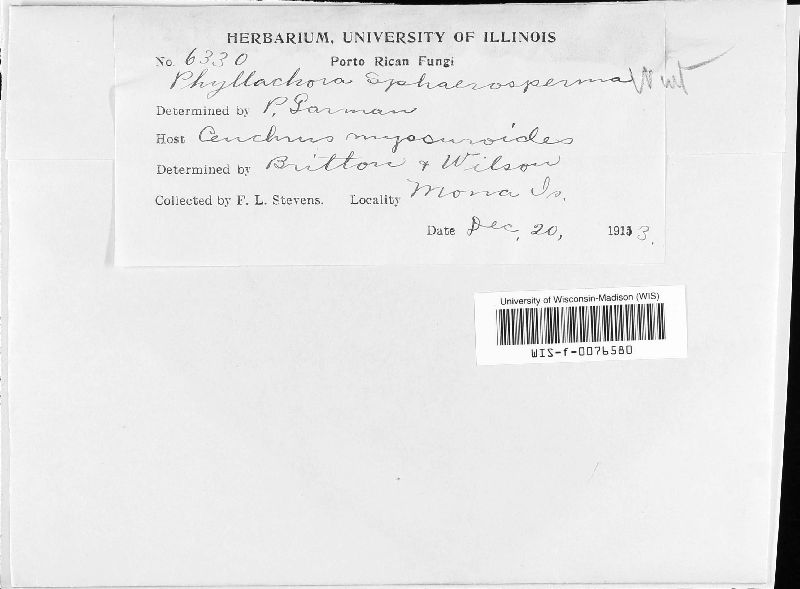 HERBARIUM, UNIVERSITY OF ILLINOIS
No. 6330 Porto Rican Fungi
Phyllachora sphaerosperma Wint
Determined by P. Garman
Host Cenchrus myosuroides
Determined by Britton & Wilson
Collected by F. L. Stevens. Locality Mona Is.
Date Dec, 20, 1913.
University of Wisconsin-Madison (WIS)
WIS-f-0076580